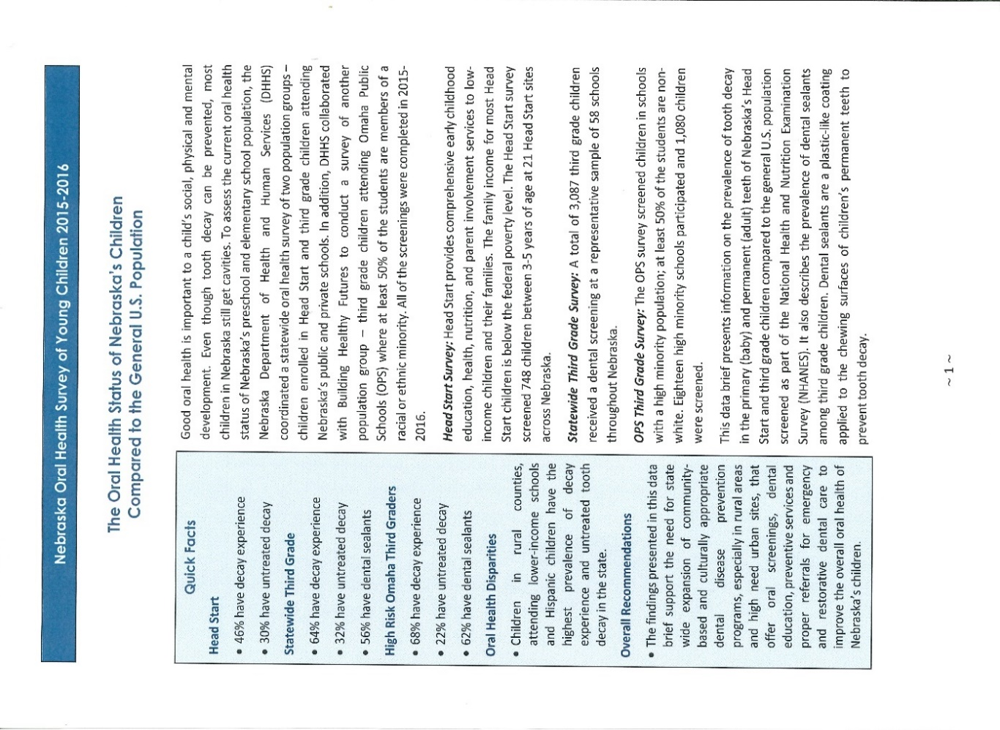 Nebraska Oral Health Survey of Young Children 2015-2016
The Oral Health Status of Nebraska's Children
Compared to the General U.S. Population
Quick Facts
Head Start
• 46% have decay experience
• 30% have untreated decay
Statewide Third Grade
• 64% have decay experience
• 32% have untreated decay
• 56% have dental sealants
High Risk Omaha Third Graders
• 68% have decay experience
• 22% have untreated decay
• 62% have dental sealants
Oral Health Disparities
• Children in rural counties,
attending lower-income schools
and Hispanic children have the
highest prevalence of decay
experience and untreated tooth
decay in the state.
Overall Recommendations
• The findings presented in this data
brief support the need for state
wide expansion of community-
based and culturally appropriate
dental disease prevention
programs, especially in rural areas
and high need urban sites, that
offer oral screenings, dental
education, preventive services and
proper referrals for emergency
and restorative dental care to
improve the overall oral health of
Nebraska's children.
Good oral health is important to a child's social, physical and mental
development. Even though tooth decay can be prevented, most
children in Nebraska still get cavities. To assess the current oral health
status of Nebraska's preschool and elementary school population, the
Nebraska Department of Health and Human Services (DHHS)
coordinated a statewide oral health survey of two population groups –
children enrolled in Head Start and third grade children attending
Nebraska's public and private schools. In addition, DHHS collaborated
with Building Healthy Futures to conduct a survey of another
population group – third grade children attending Omaha Public
Schools (OPS) where at least 50% of the students are members of a
racial or ethnic minority. All of the screenings were completed in 2015-
2016.
Head Start Survey: Head Start provides comprehensive early childhood
education, health, nutrition, and parent involvement services to low-
income children and their families. The family income for most Head
Start children is below the federal poverty level. The Head Start survey
screened 748 children between 3-5 years of age at 21 Head Start sites
across Nebraska.
Statewide Third Grade Survey: A total of 3,087 third grade children
received a dental screening at a representative sample of 58 schools
throughout Nebraska.
OPS Third Grade Survey: The OPS survey screened children in schools
with a high minority population; at least 50% of the students are non-
white. Eighteen high minority schools participated and 1,080 children
were screened.
This data brief presents information on the prevalence of tooth decay
in the primary (baby) and permanent (adult) teeth of Nebraska's Head
Start and third grade children compared to the general U.S. population
screened as part of the National Health and Nutrition Examination
Survey (NHANES). It also describes the prevalence of dental sealants
among third grade children. Dental sealants are a plastic-like coating
applied to the chewing surfaces of children's permanent teeth to
prevent tooth decay.
~ 1 ~